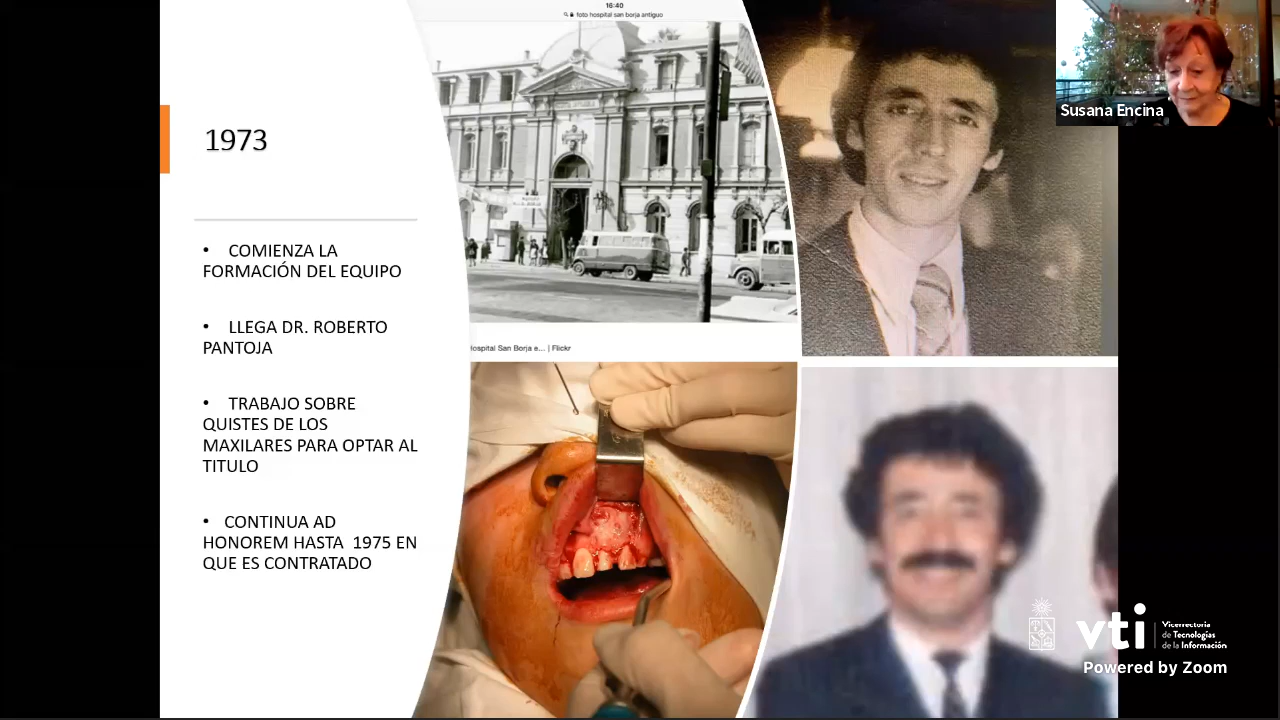 16:40
foto hospital san borja antiguo
Susana Encina
1973
• COMIENZA LA
FORMACIÓN DEL EQUIPO
• LLEGA DR. ROBERTO
PANTOJA
• TRABAJO SOBRE
QUISTES DE LOS
MAXILARES PARA OPTAR AL
TITULO
• CONTINUA AD
HONOREM HASTA 1975 EN
QUE ES CONTRATADO
Hospital San Borja e... | Flickr
vti
Vicerrectoría
de Tecnologías
de la Información
Powered by Zoom